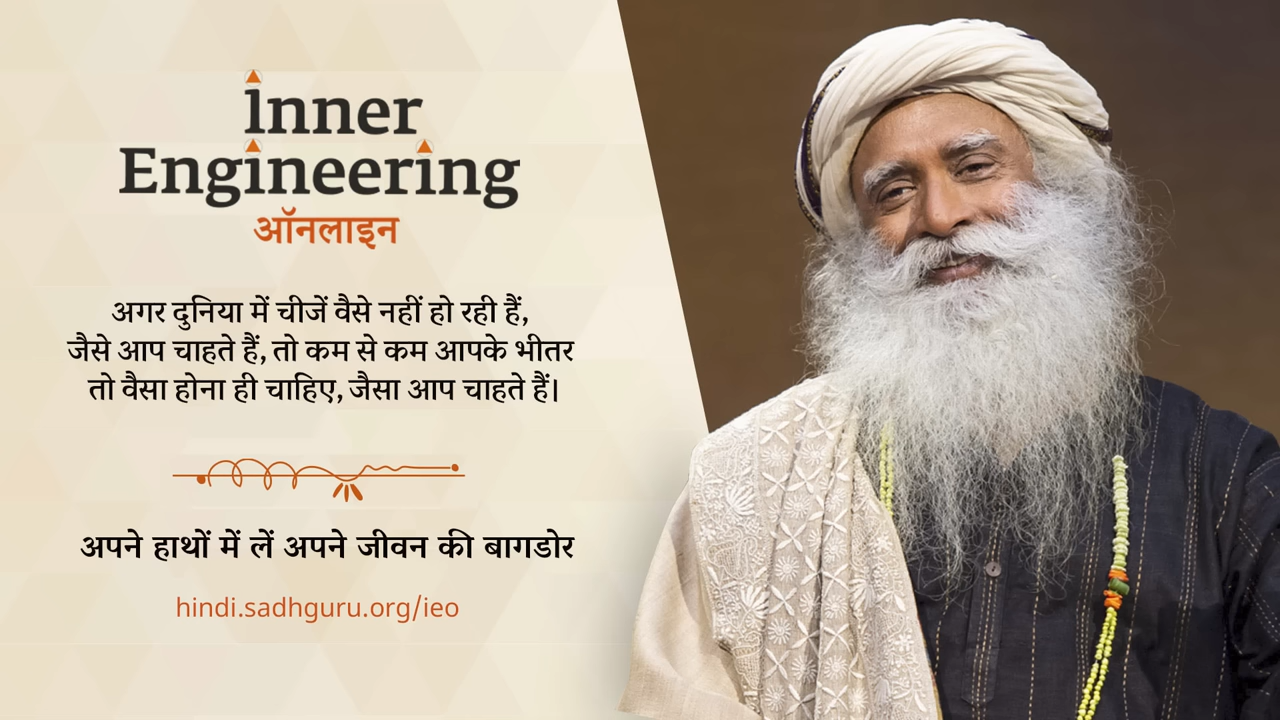 inner
Engineering
ऑनलाइन
अगर दुनिया में चीजें वैसे नहीं हो रही हैं,
जैसे आप चाहते हैं, तो कम से कम आपके भीतर
तो वैसा होना ही चाहिए, जैसा आप चाहते हैं।
अपने हाथों में लें अपने जीवन की बागडोर
hindi.sadhguru.org/ieo